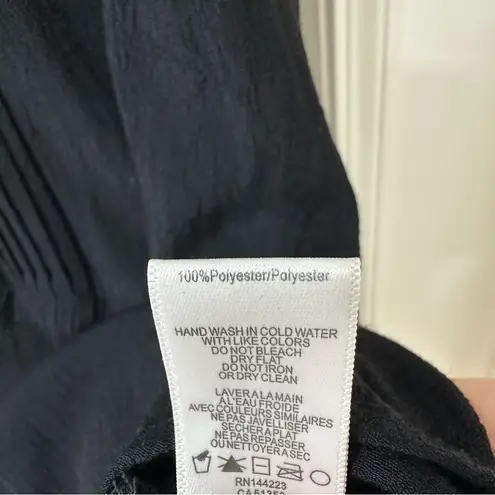 100%Polyester/Polyester
HAND WASH IN COLD WATER
WITH LIKE COLORS
DO NOT BLEACH
DRY FLAT
DO NOT IRON
OR DRY CLEAN
LAVER A LA MAIN
AL'EAU FROIDE
AVEC COULEURS SIMILAIRES
NE PAS JAVELLISER
SECHER A PLAT
NE PAS REPASSER
OU NETTOYER A SEC
RN144223